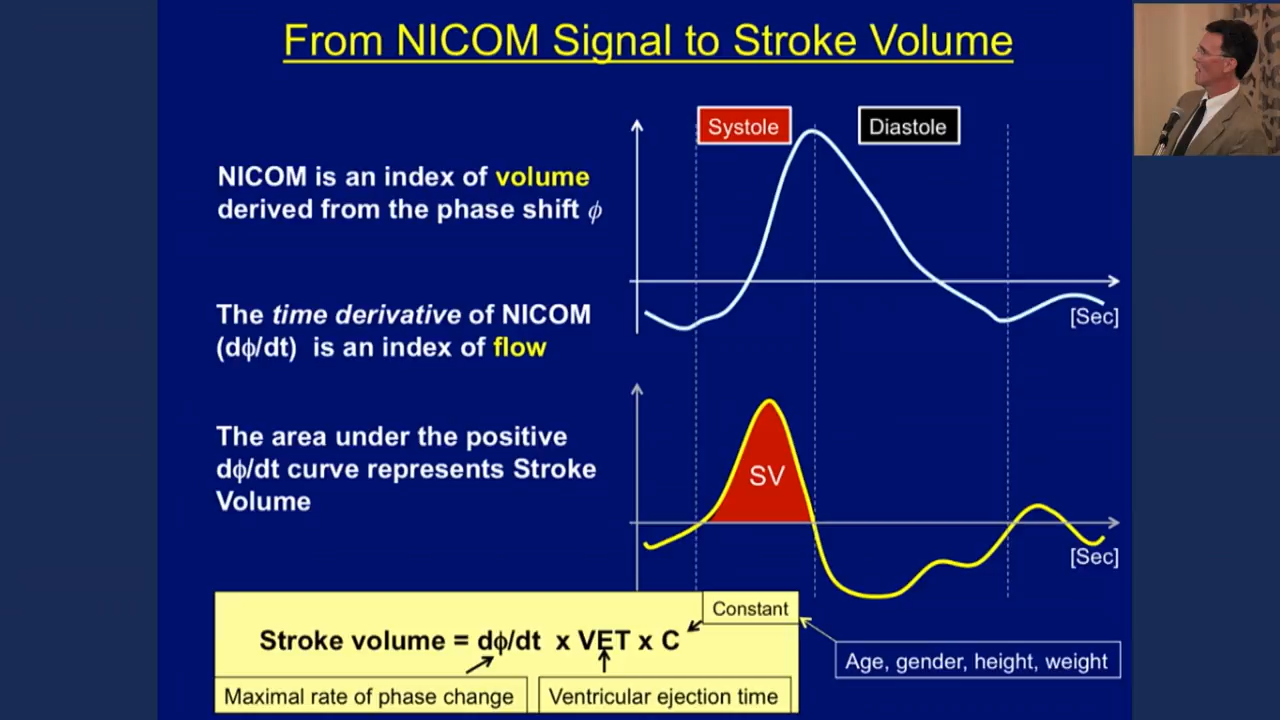 From NICOM Signal to Stroke Volume
Systole
Diastole
NICOM is an index of volume
derived from the phase shift ϕ
[Sec]
The time derivative of NICOM
(dϕ/dt) is an index of flow
The area under the positive
dϕ/dt curve represents Stroke
Volume
SV
[Sec]
Constant
Stroke volume = dϕ/dt x VET x C
Age, gender, height, weight
Maximal rate of phase change
Ventricular ejection time